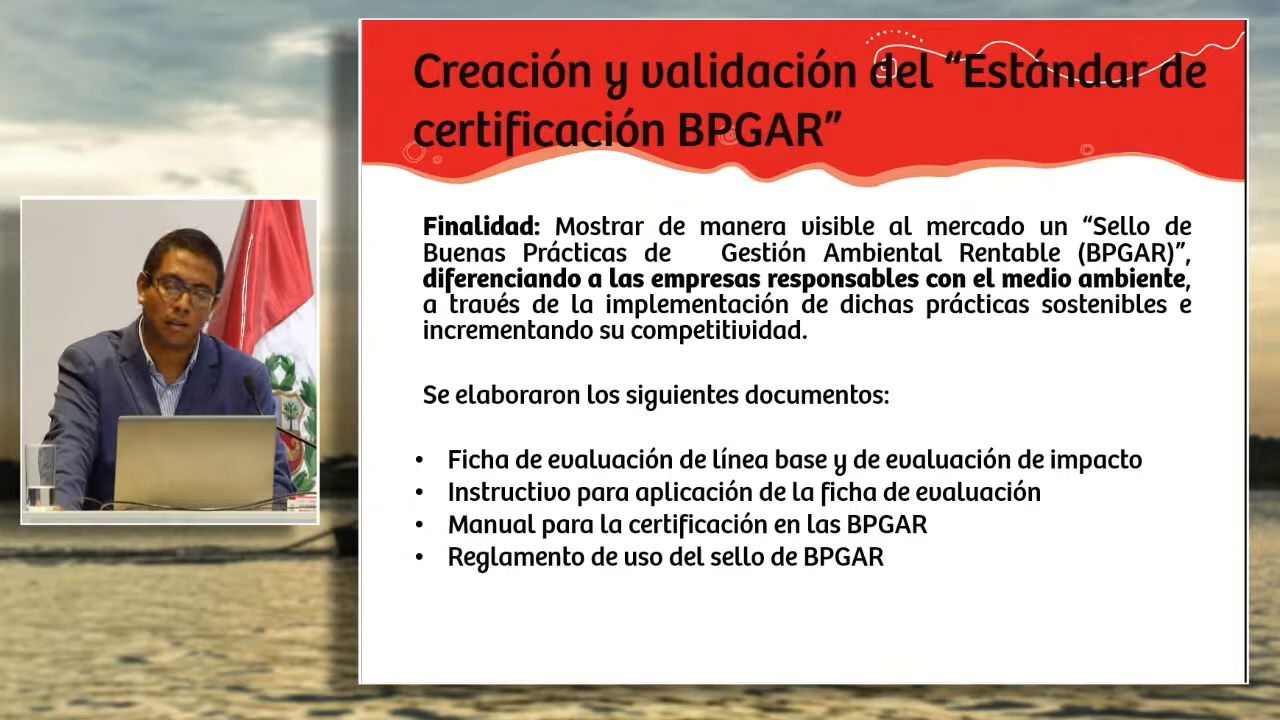 Creación y validación del “Estándar de
certificación BPGAR”
Finalidad: Mostrar de manera visible al mercado un “Sello de
Buenas Prácticas de Gestión Ambiental Rentable (BPGAR)”,
diferenciando a las empresas responsables con el medio ambiente,
a través de la implementación de dichas prácticas sostenibles e
incrementando su competitividad.
Se elaboraron los siguientes documentos:
• Ficha de evaluación de línea base y de evaluación de impacto
• Instructivo para aplicación de la ficha de evaluación
• Manual para la certificación en las BPGAR
• Reglamento de uso del sello de BPGAR